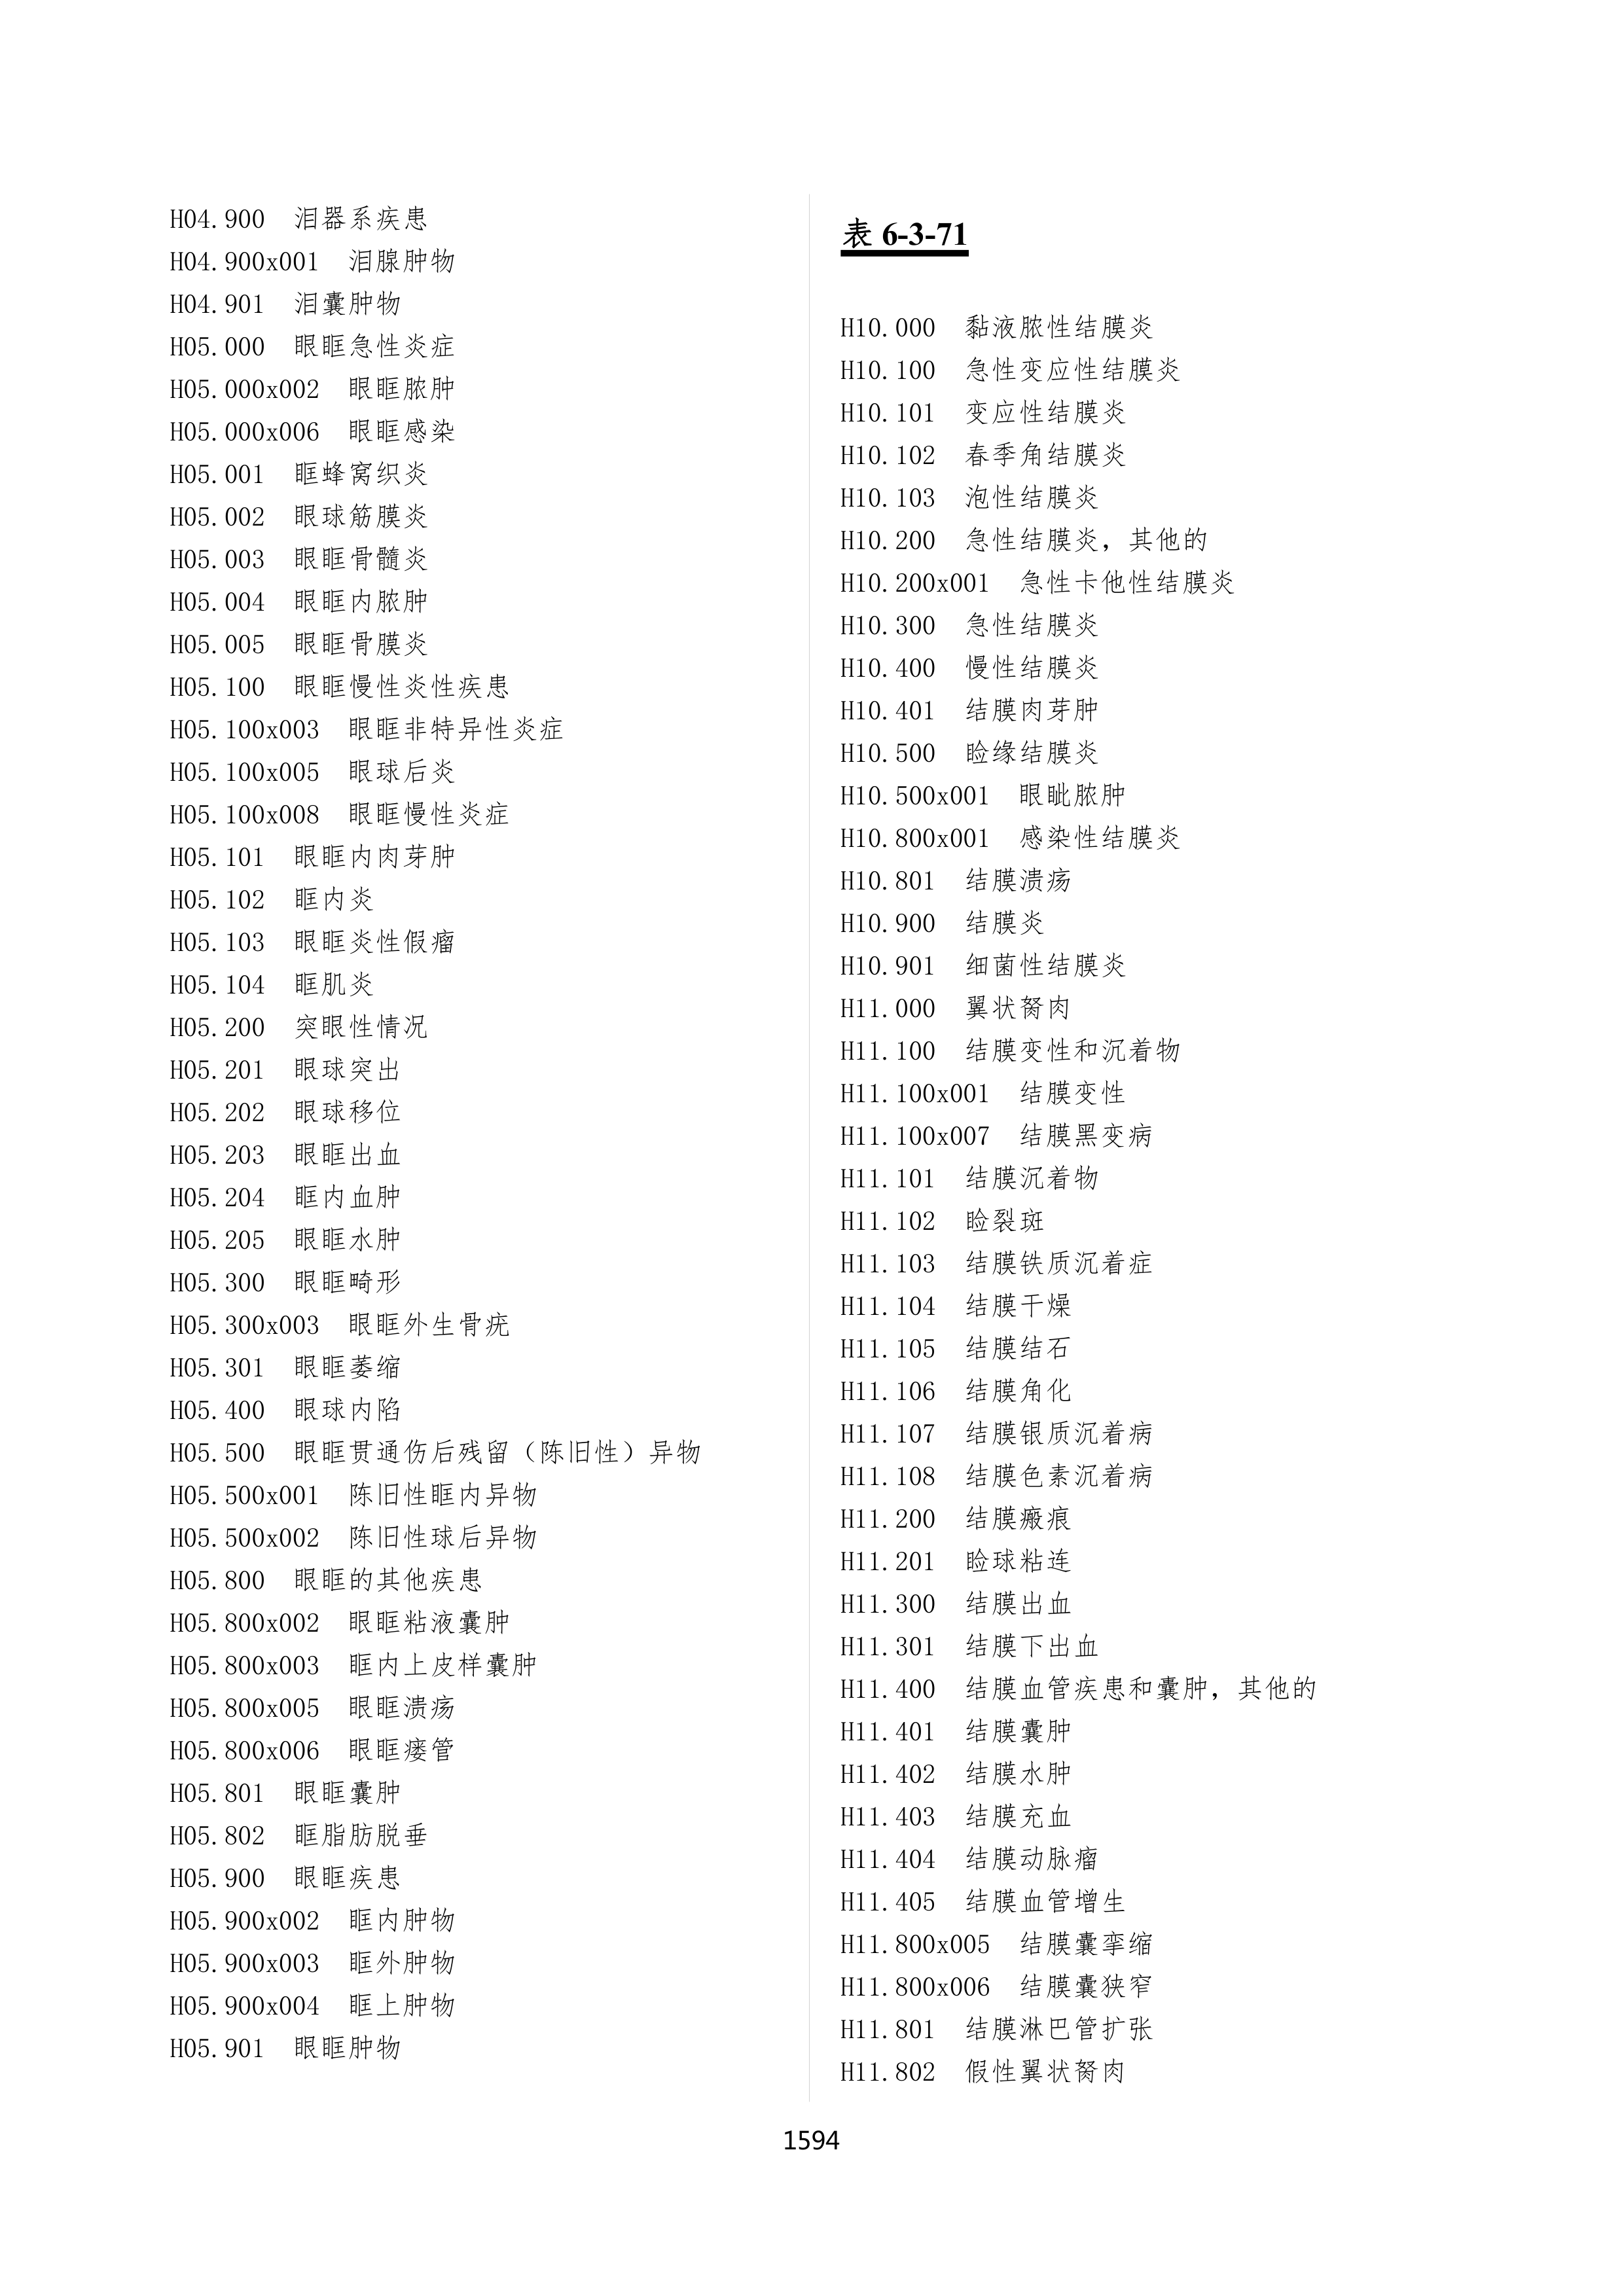 H04.900 泪器系疾患
H04.900x001 泪腺肿物
H04.901 泪囊肿物
H05.000 眼眶急性炎症
H05.000x002 眼眶脓肿
H05.000x006 眼眶感染
H05.001 眶蜂窝织炎
H05.002 眼球筋膜炎
H05.003 眼眶骨髓炎
H05.004 眼眶内脓肿
H05.005 眼眶骨膜炎
H05.100 眼眶慢性炎性疾患
H05.100x003 眼眶非特异性炎症
H05.100x005 眼球后炎
H05.100x008 眼眶慢性炎症
H05.101 眼眶内肉芽肿
H05.102 眶内炎
H05.103 眼眶炎性假瘤
H05.104 眶肌炎
H05.200 突眼性情况
H05.201 眼球突出
H05.202 眼球移位
H05.203 眼眶出血
H05.204 眶内血肿
H05.205 眼眶水肿
H05.300 眼眶畸形
H05.300x003 眼眶外生骨疣
H05.301 眼眶萎缩
H05.400 眼球内陷
H05.500 眼眶贯通伤后残留（陈旧性）异物
H05.500x001 陈旧性眶内异物
H05.500x002 陈旧性球后异物
H05.800 眼眶的其他疾患
H05.800x002 眼眶粘液囊肿
H05.800x003 眶内上皮样囊肿
H05.800x005 眼眶溃疡
H05.800x006 眼眶瘘管
H05.801 眼眶囊肿
H05.802 眶脂肪脱垂
H05.900 眼眶疾患
H05.900x002 眶内肿物
H05.900x003 眶外肿物
H05.900x004 眶上肿物
H05.901 眼眶肿物
表 6-3-71
H10.000 黏液脓性结膜炎
H10.100 急性变应性结膜炎
H10.101 变应性结膜炎
H10.102 春季角结膜炎
H10.103 泡性结膜炎
H10.200 急性结膜炎，其他的
H10.200x001 急性卡他性结膜炎
H10.300 急性结膜炎
H10.400 慢性结膜炎
H10.401 结膜肉芽肿
H10.500 睑缘结膜炎
H10.500x001 眼眦脓肿
H10.800x001 感染性结膜炎
H10.801 结膜溃疡
H10.900 结膜炎
H10.901 细菌性结膜炎
H11.000 翼状胬肉
H11.100 结膜变性和沉着物
H11.100x001 结膜变性
H11.100x007 结膜黑变病
H11.101 结膜沉着物
H11.102 睑裂斑
H11.103 结膜铁质沉着症
H11.104 结膜干燥
H11.105 结膜结石
H11.106 结膜角化
H11.107 结膜银质沉着病
H11.108 结膜色素沉着病
H11.200 结膜瘢痕
H11.201 睑球粘连
H11.300 结膜出血
H11.301 结膜下出血
H11.400 结膜血管疾患和囊肿，其他的
H11.401 结膜囊肿
H11.402 结膜水肿
H11.403 结膜充血
H11.404 结膜动脉瘤
H11.405 结膜血管增生
H11.800x005 结膜囊挛缩
H11.800x006 结膜囊狭窄
H11.801 结膜淋巴管扩张
H11.802 假性翼状胬肉
1594